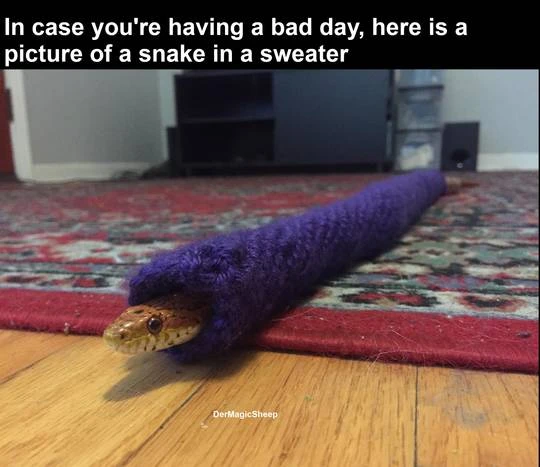 In case you're having a bad day, here is a
picture of a snake in a sweater
DerMagicSheep